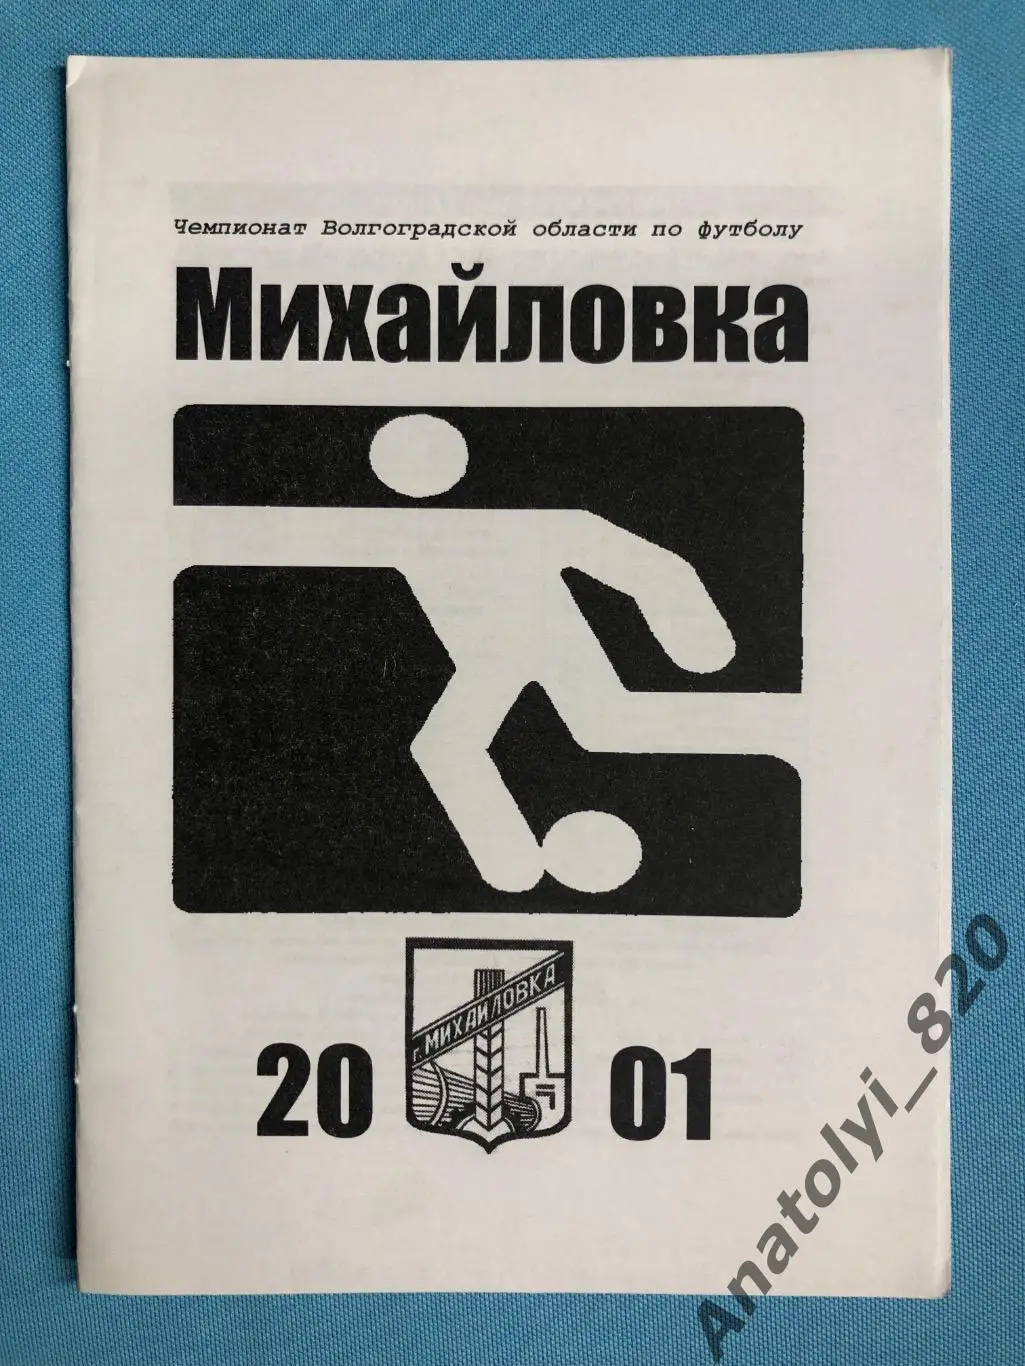 Чемпионат Волгоградской области по футболу
Михайловка
г. МИХАЙЛОВКА
20 01
Anatolyi_820